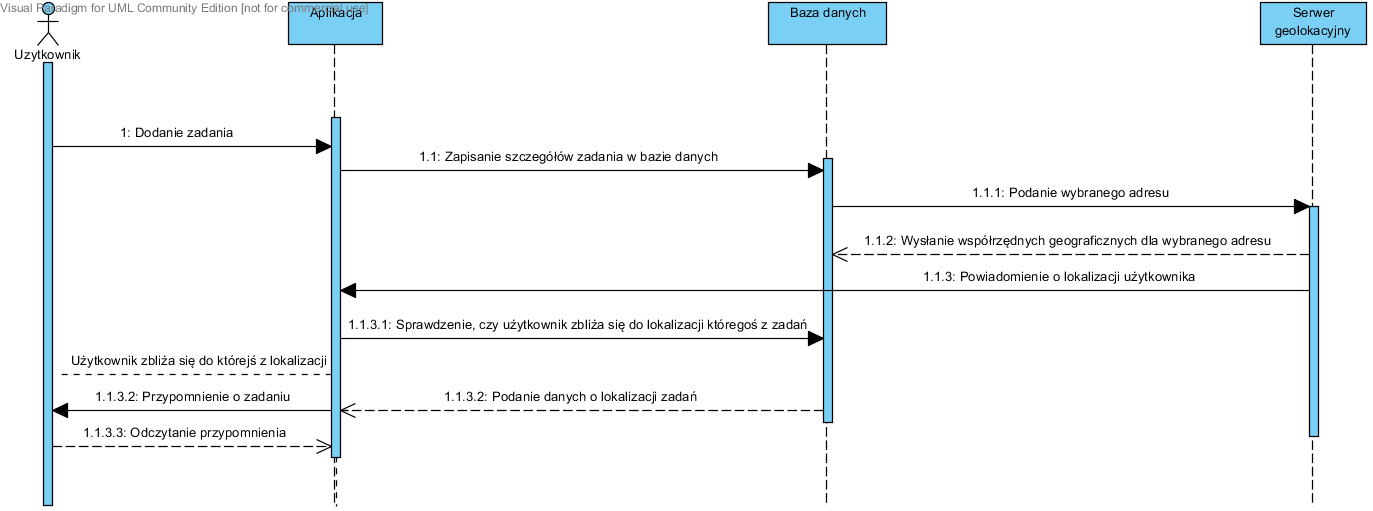 Visual Paradigm for UML Community Edition [not for commercial use]
Aplikacja
Baza danych
Serwer
geolokacyjny
Uzytkownik
1: Dodanie zadania
1.1: Zapisanie szczegółów zadania w bazie danych
1.1.1: Podanie wybranego adresu
1.1.2: Wysłanie współrzędnych geograficznych dla wybranego adresu
1.1.3: Powiadomienie o lokalizacji użytkownika
1.1.3.1: Sprawdzenie, czy użytkownik zbliża się do lokalizacji któregoś z zadań
Użytkownik zbliża się do którejś z lokalizacji
1.1.3.2: Przypomnienie o zadaniu
1.1.3.2: Podanie danych o lokalizacji zadań
1.1.3.3: Odczytanie przypomnienia